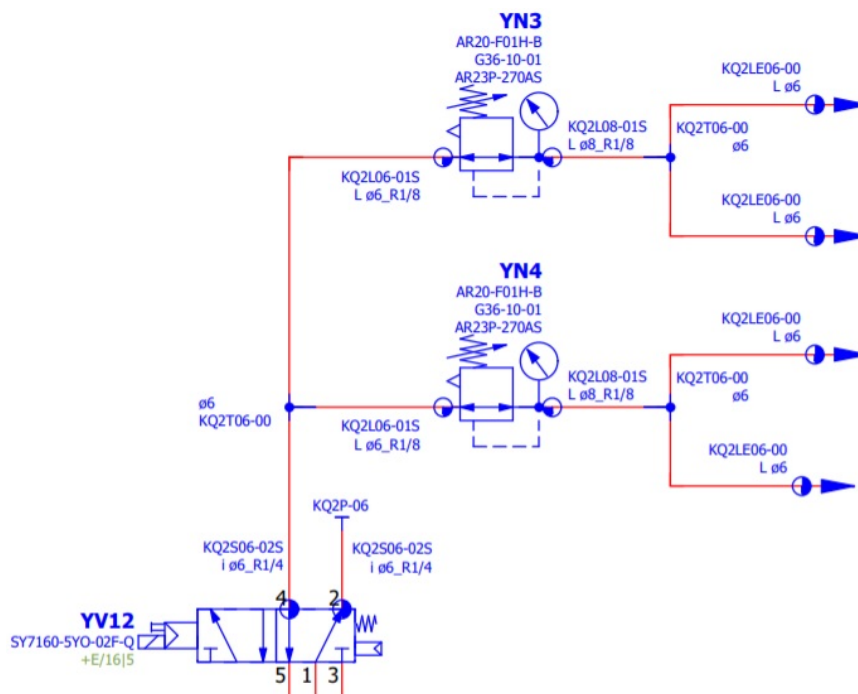 YN3
AR20-F01H-B
G36-10-01
AR23P-270AS
KQ2LE06-00
L ø6
KQ2L08-01S
L ø8_R1/8
KQ2T06-00
ø6
KQ2L06-01S
L ø6_R1/8
KQ2LE06-00
L ø6
YN4
AR20-F01H-B
G36-10-01
AR23P-270AS
KQ2LE06-00
L ø6
KQ2L08-01S
L ø8_R1/8
KQ2T06-00
ø6
ø6
KQ2T06-00
KQ2L06-01S
L ø6_R1/8
KQ2LE06-00
L ø6
KQ2P-06
KQ2S06-02S
i ø6_R1/4
KQ2S06-02S
i ø6_R1/4
4
2
YV12
SY7160-5YO-02F-Q
+E/16|5
5
1
3